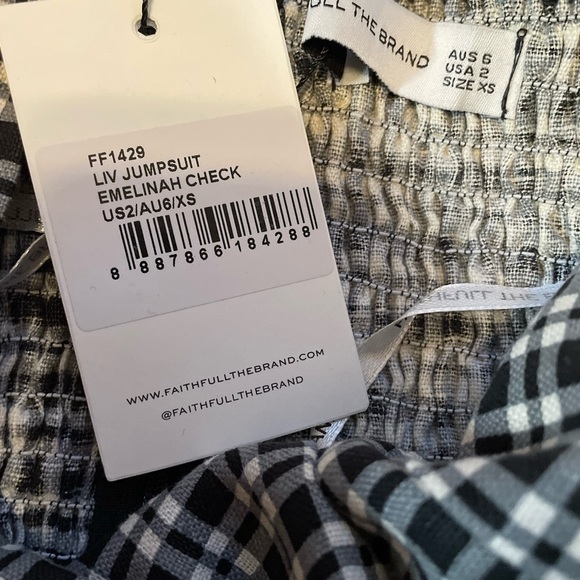 THE BRAND
AUS 6
USA 2
SIZE XS
FF1429
LIV JUMPSUIT
EMELINAH CHECK
US2/AU6/XS
8 887866 184288
WWW.FAITHFULLTHEBRAND.COM
@FAITHFULLTHEBRAND